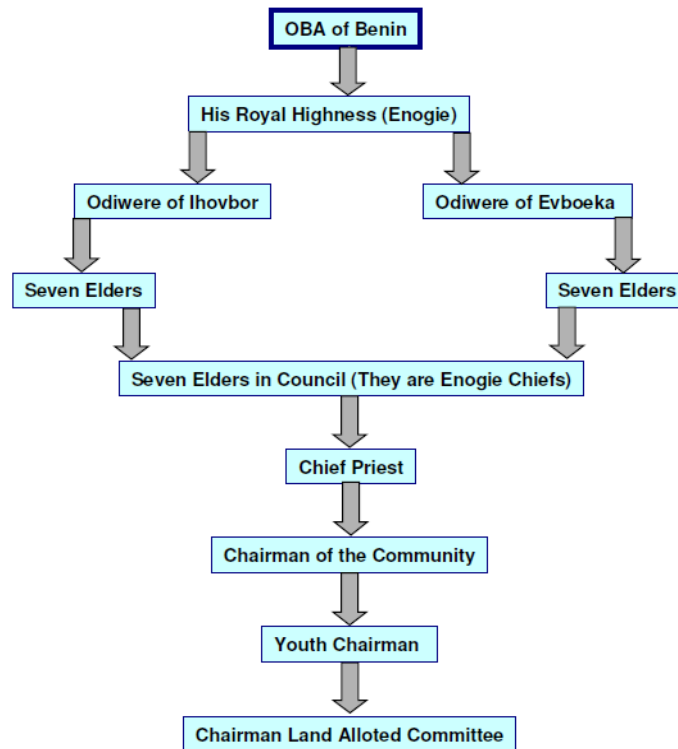 OBA of Benin
His Royal Highness (Enogie)
Odiwere of Ihovbor
Odiwere of Evboeka
Seven Elders
Seven Elders
Seven Elders in Council (They are Enogie Chiefs)
Chief Priest
Chairman of the Community
Youth Chairman
Chairman Land Alloted Committee